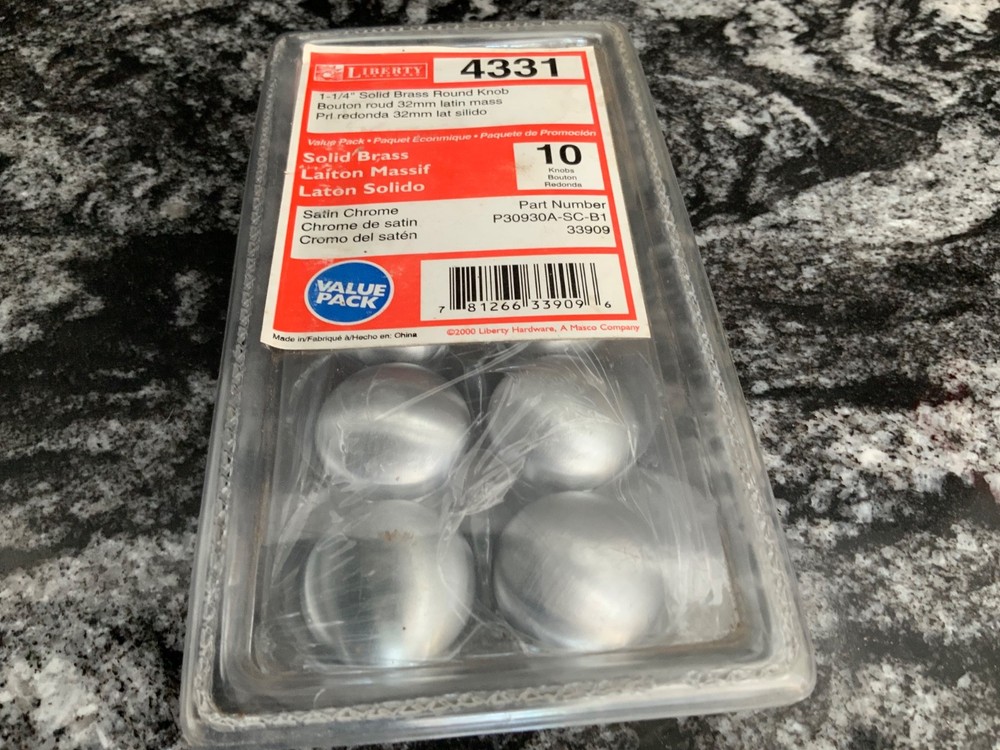 LIBERTY
4331
1-1/4" Solid Brass Round Knob
Bouton roud 32mm latin mass
Prl.redonda 32mm lat silido
Value Pack • Paquet Éconmique • Paquete de Promoción
Solid Brass
Laiton Massif
Latòn Solido
10
Knobs
Bouton
Redonda
Satin Chrome
Chrome de satin
Cromo del satén
Part Number
P30930A-SC-B1
33909
VALUE
PACK
7 81266 33909 6
©2000 Liberty Hardware, A Masco Company
Made in/Fabriqué à/Hecho en: China